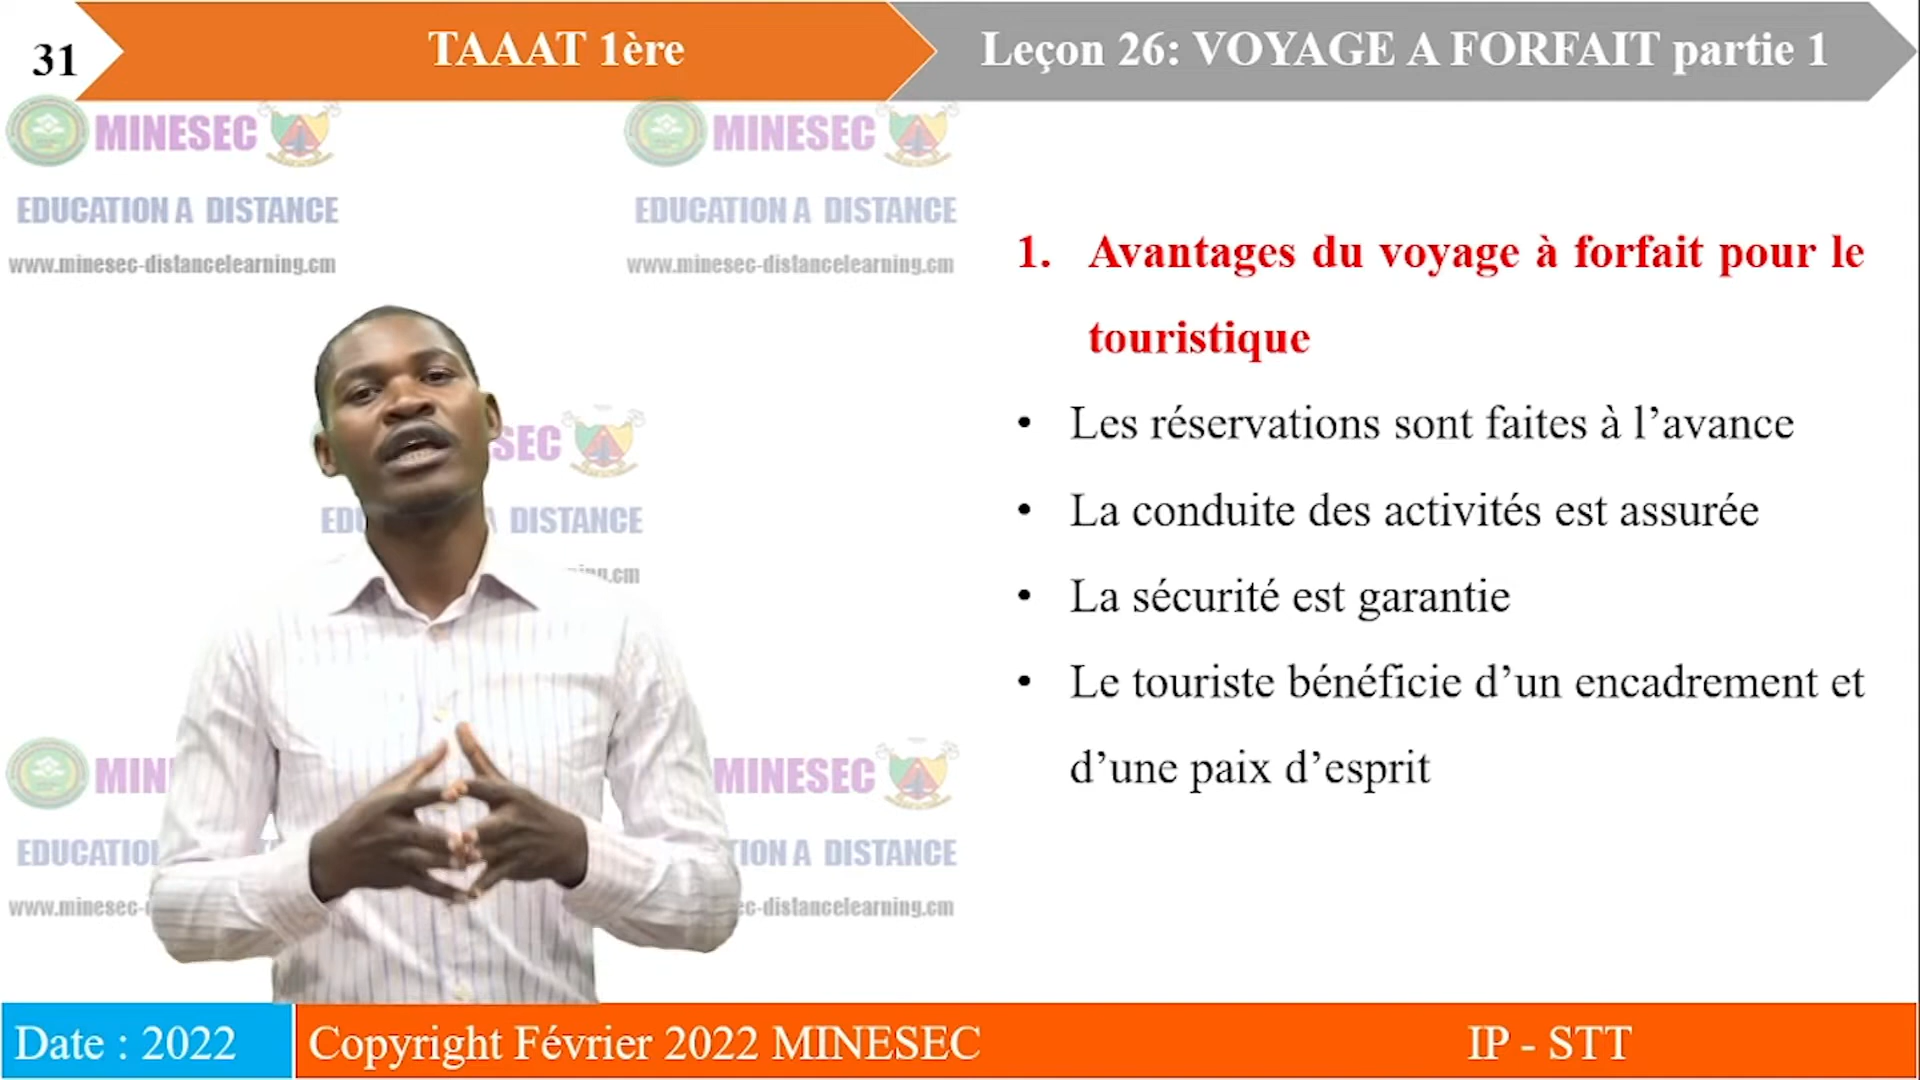 31
TAAAT 1ère
Leçon 26: VOYAGE A FORFAIT partie 1
MINESEC
EDUCATION A DISTANCE
www.minesec-distancelearning.cm
MINESEC
EDUCATION A DISTANCE
www.minesec-distancelearning.cm
1. Avantages du voyage à forfait pour le
touristique
• Les réservations sont faites à l’avance
• La conduite des activités est assurée
• La sécurité est garantie
• Le touriste bénéficie d’un encadrement et
d’une paix d’esprit
SEC
DISTANCE
MINESEC
A DISTANCE
Date : 2022
Copyright Février 2022 MINESEC
IP - STT